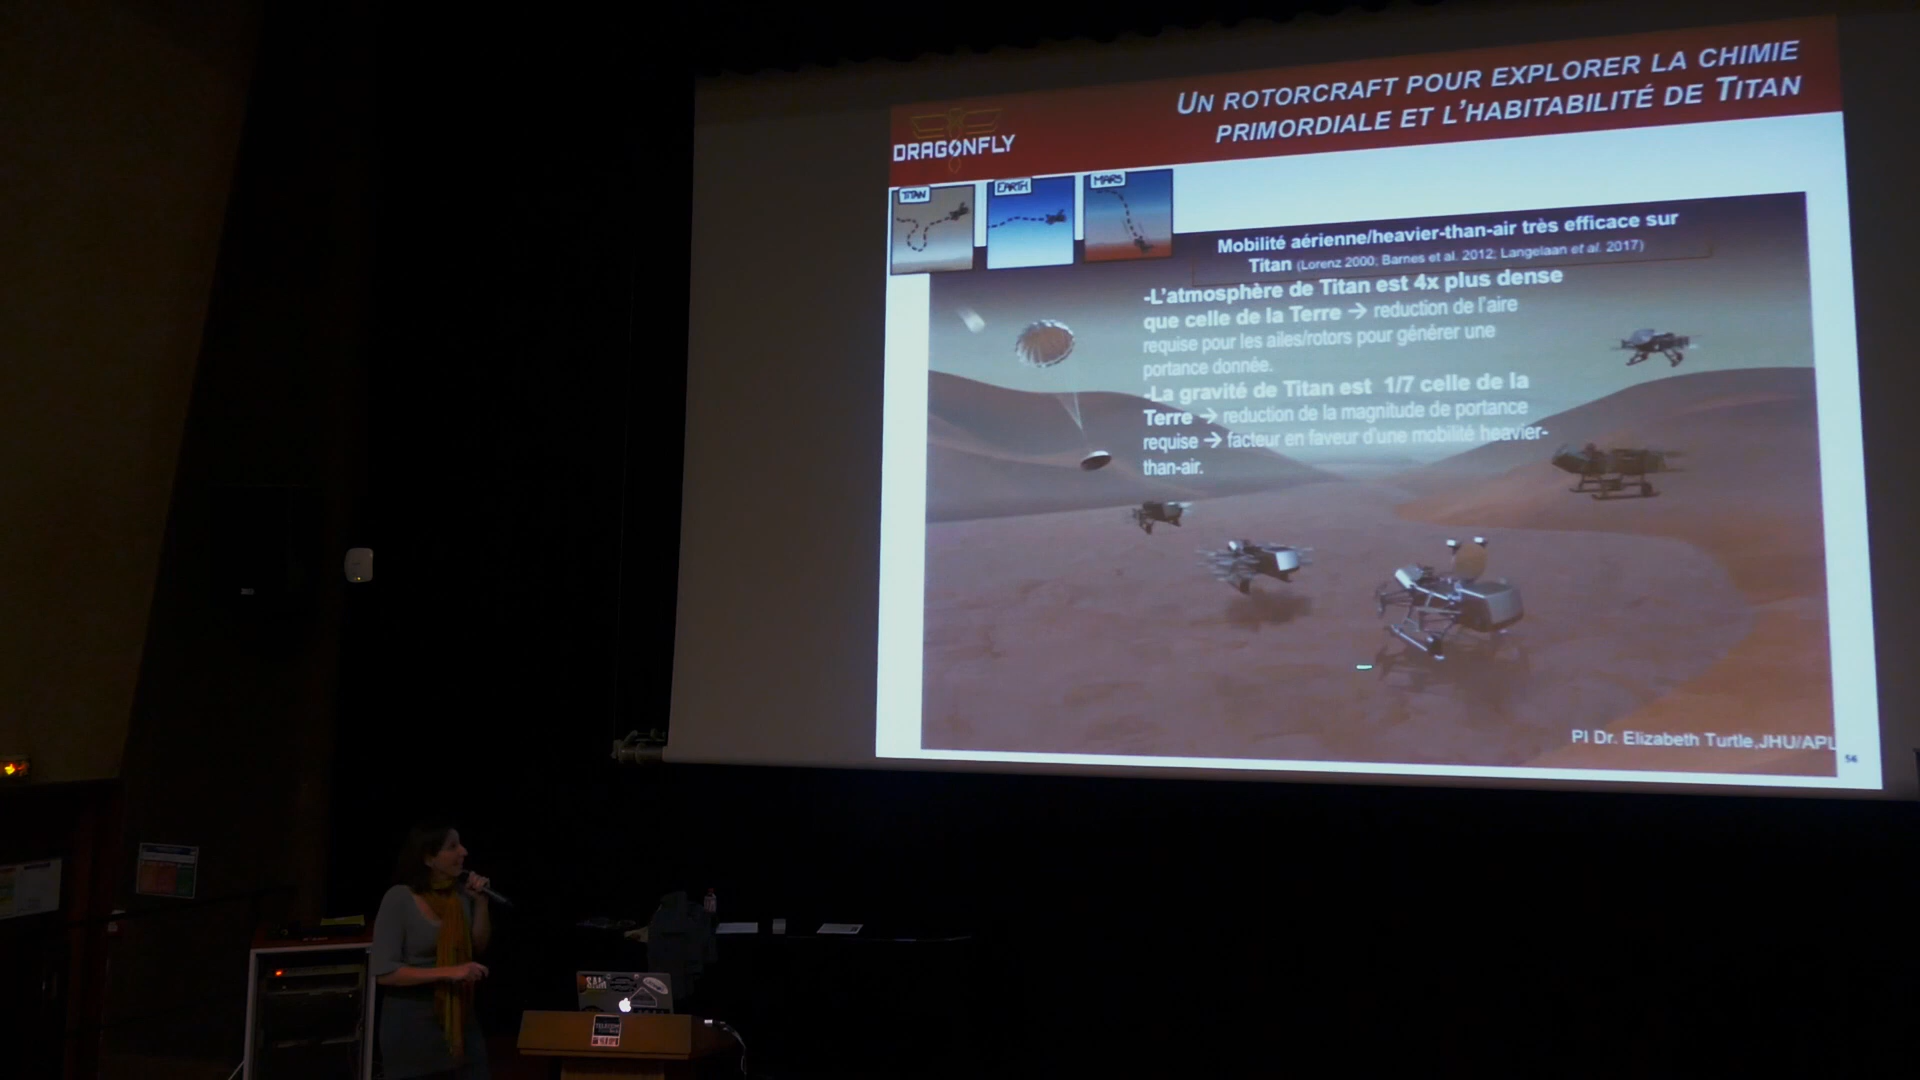 UN ROTORCRAFT POUR EXPLORER LA CHIMIE
PRIMORDIALE ET L'HABITABILITÉ DE TITAN
DRAGONFLY
TITAN
EARTH
MARS
Mobilité aérienne/heavier-than-air très efficace sur
Titan (Lorenz 2000; Barnes et al. 2012; Langelaan et al. 2017)
-L'atmosphère de Titan est 4x plus dense
que celle de la Terre → reduction de l'aire
requise pour les ailes/rotors pour générer une
portance donnée.
-La gravité de Titan est 1/7 celle de la
Terre → reduction de la magnitude de portance
requise → facteur en faveur d'une mobilité heavier-
than-air.
PI Dr. Elizabeth Turtle,JHU/APL
56
SAM
TELECOM